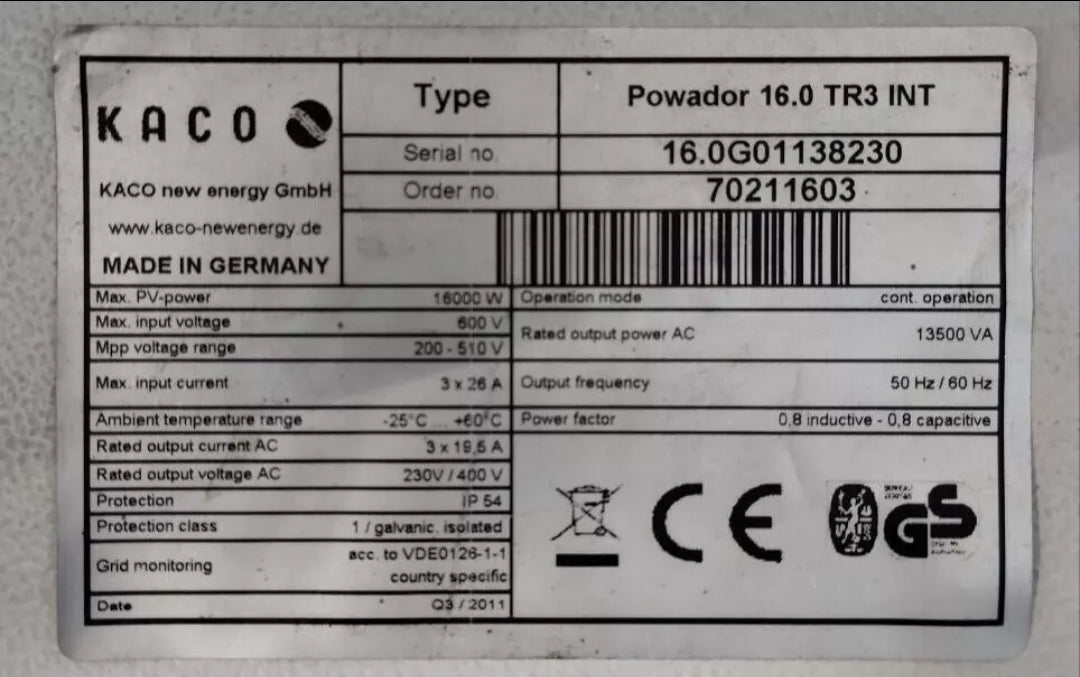 KACO
KACO new energy GmbH
www.kaco-newenergy.de
MADE IN GERMANY
Type Powador 16.0 TR3 INT
Serial no. 16.0G01138230
Order no 70211603
Max. PV-power 16000 W
Max. input voltage 600 V
Mpp voltage range 200 - 510 V
Max. input current 3 x 26 A
Ambient temperature range -25°C ... +60°C
Rated output current AC 3 x 19,5 A
Rated output voltage AC 230V / 400 V
Protection IP 54
Protection class 1 / galvanic. isolated
Grid monitoring acc. to VDE0126-1-1
country specific
Date Q3 / 2011
Operation mode cont. operation
Rated output power AC 13500 VA
Output frequency 50 Hz / 60 Hz
Power factor 0,8 inductive - 0,8 capacitive
CE
GS